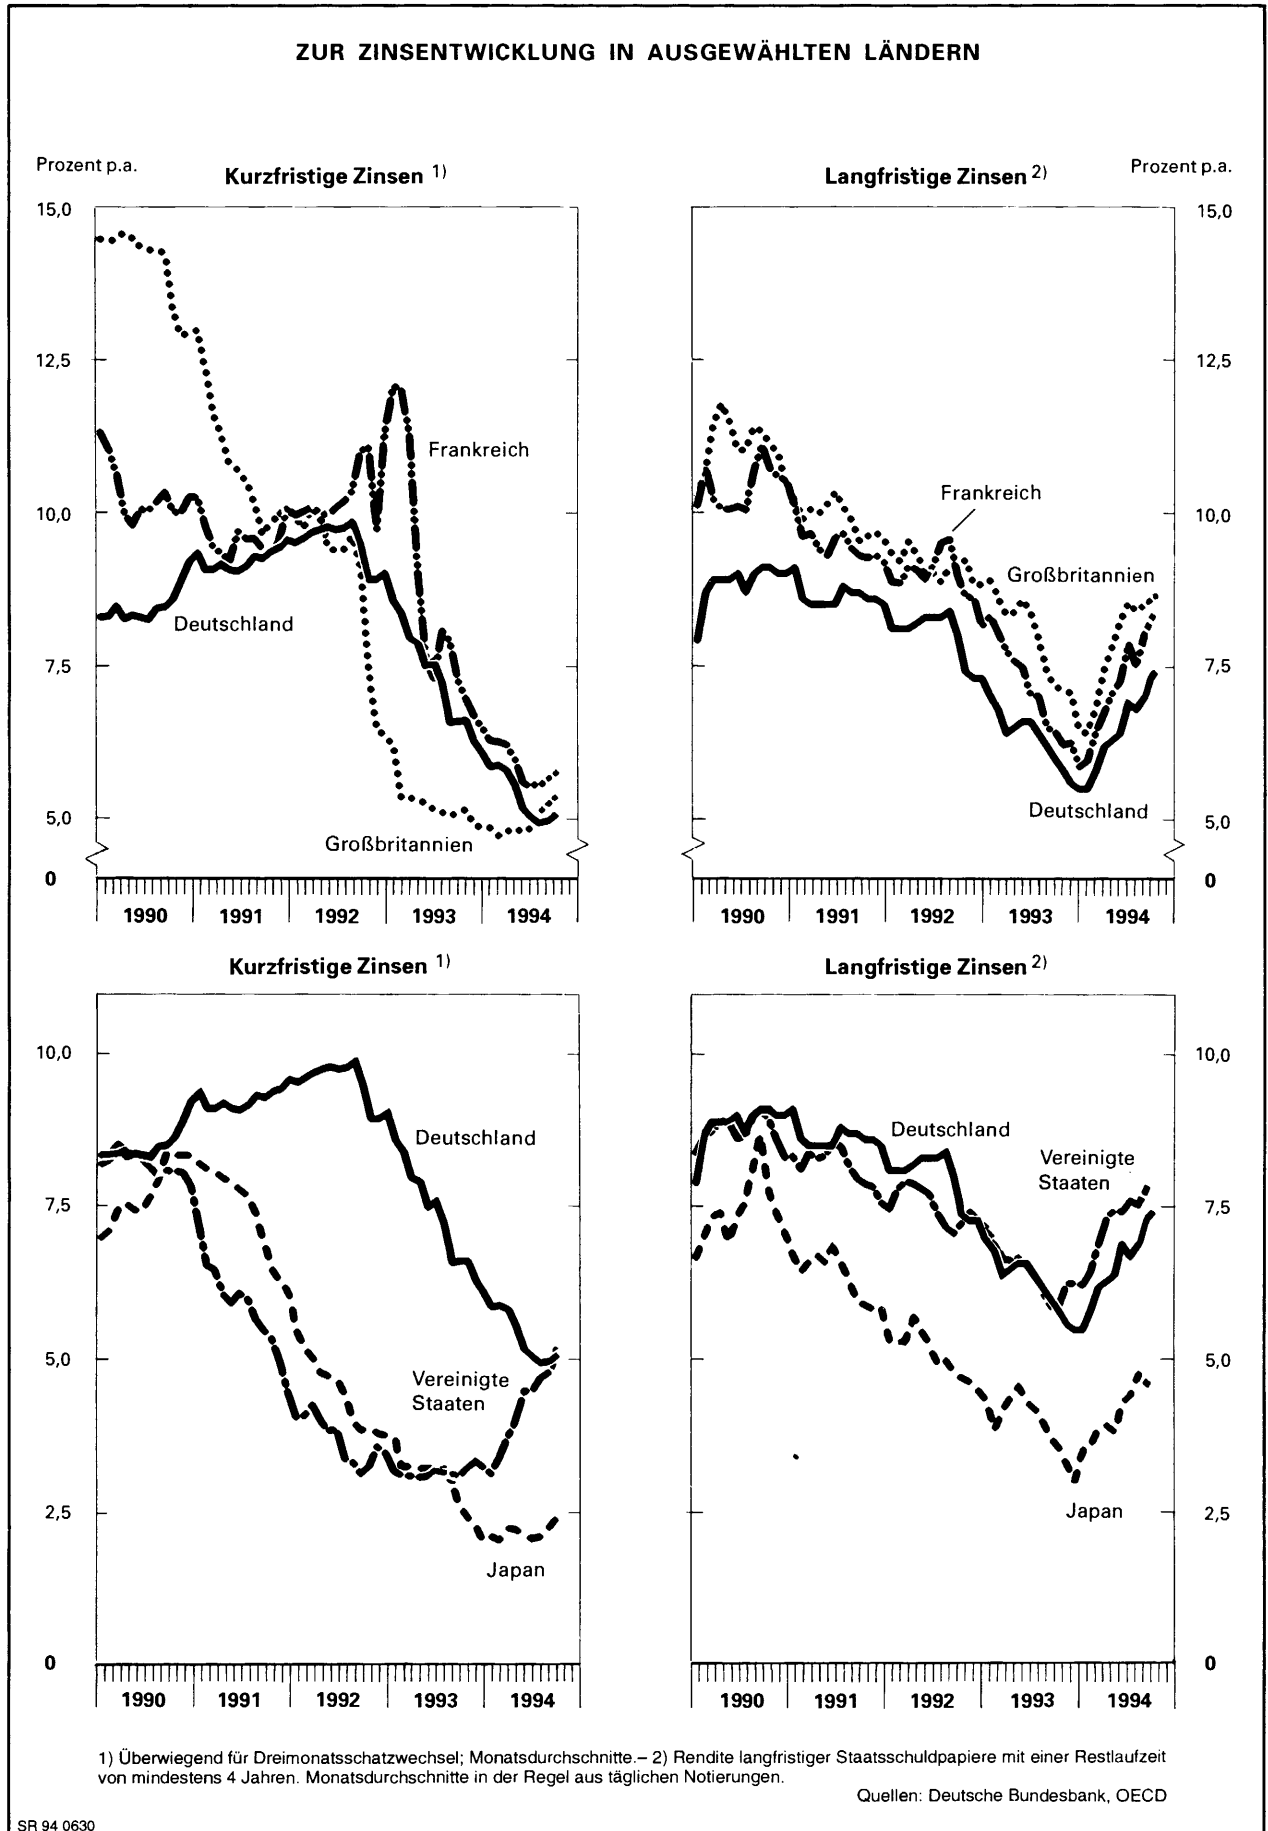 ZUR ZINSENTWICKLUNG IN AUSGEWÄHLTEN LÄNDERN
Prozent p.a.
Kurzfristige Zinsen 1)
Langfristige Zinsen 2)
Prozent p.a.
15,0
15,0
12,5
12,5
Frankreich
Frankreich
10,0
10,0
Großbritannien
Deutschland
7,5
7,5
Deutschland
5,0
5,0
Großbritannien
0
0
1990 1991 1992 1993 1994
1990 1991 1992 1993 1994
Kurzfristige Zinsen 1)
Langfristige Zinsen 2)
10,0
10,0
Deutschland
Deutschland
Vereinigte
Staaten
7,5
7,5
5,0
5,0
Vereinigte
Staaten
2,5
2,5
Japan
Japan
0
0
1990 1991 1992 1993 1994
1990 1991 1992 1993 1994
1) Überwiegend für Dreimonatsschatzwechsel; Monatsdurchschnitte.– 2) Rendite langfristiger Staatsschuldpapiere mit einer Restlaufzeit
von mindestens 4 Jahren. Monatsdurchschnitte in der Regel aus täglichen Notierungen.
Quellen: Deutsche Bundesbank, OECD
SR 94 0630